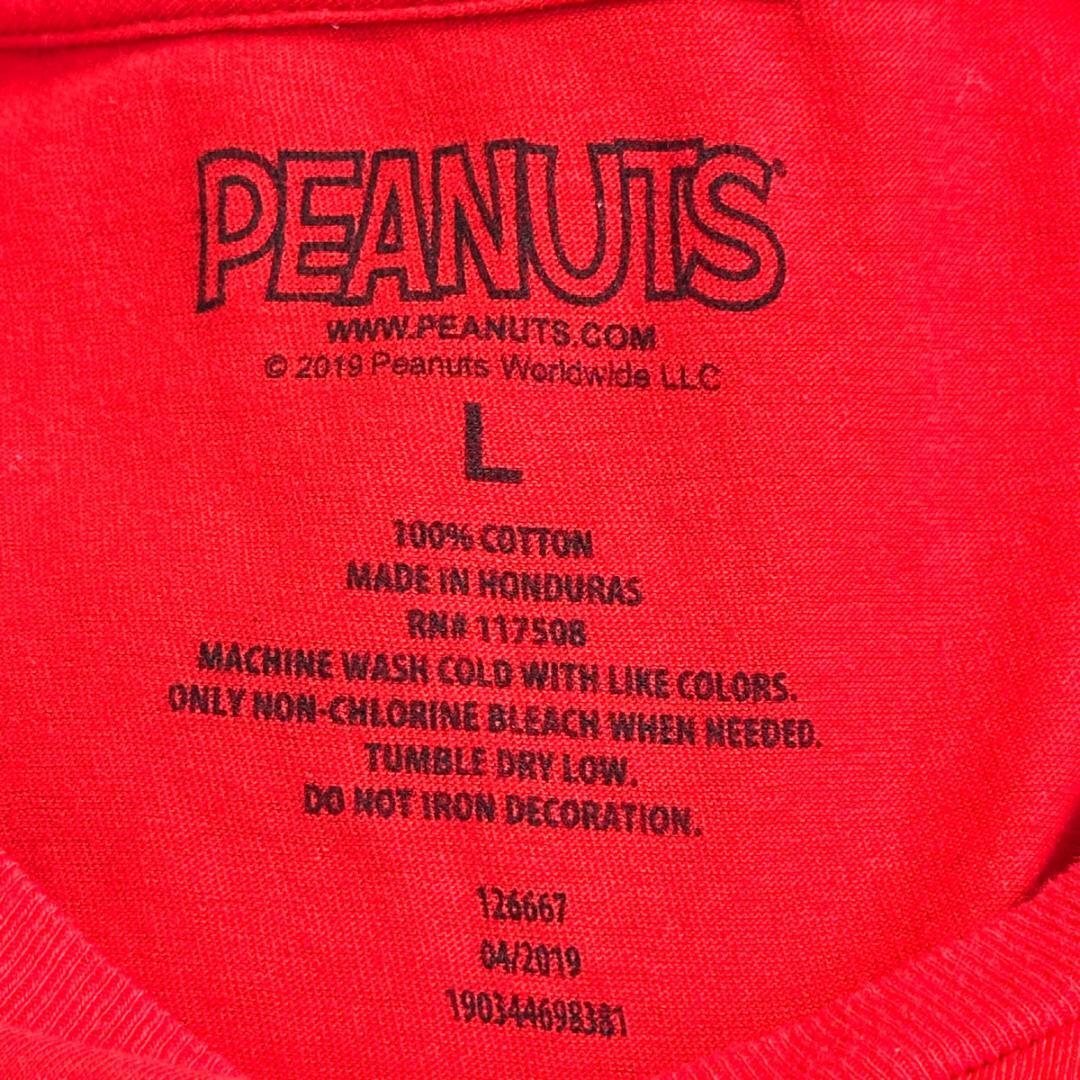 PEANUTS
WWW.PEANUTS.COM
© 2019 Peanuts Worldwide LLC
L
100% COTTON
MADE IN HONDURAS
RN# 117508
MACHINE WASH COLD WITH LIKE COLORS.
ONLY NON-CHLORINE BLEACH WHEN NEEDED.
TUMBLE DRY LOW.
DO NOT IRON DECORATION.
126667
04/2019
190344698381